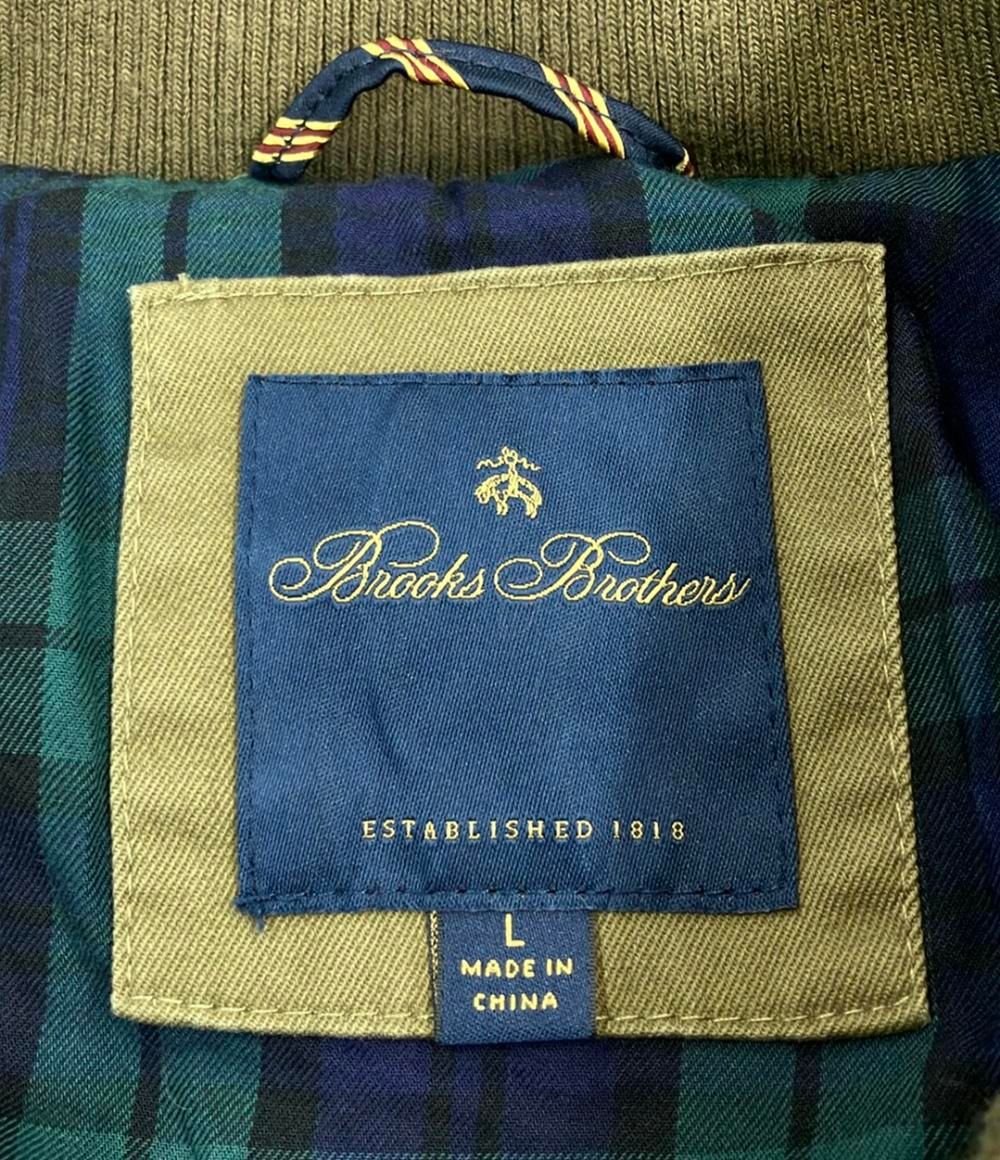 Brooks Brothers
ESTABLISHED 1818
L
MADE IN
CHINA